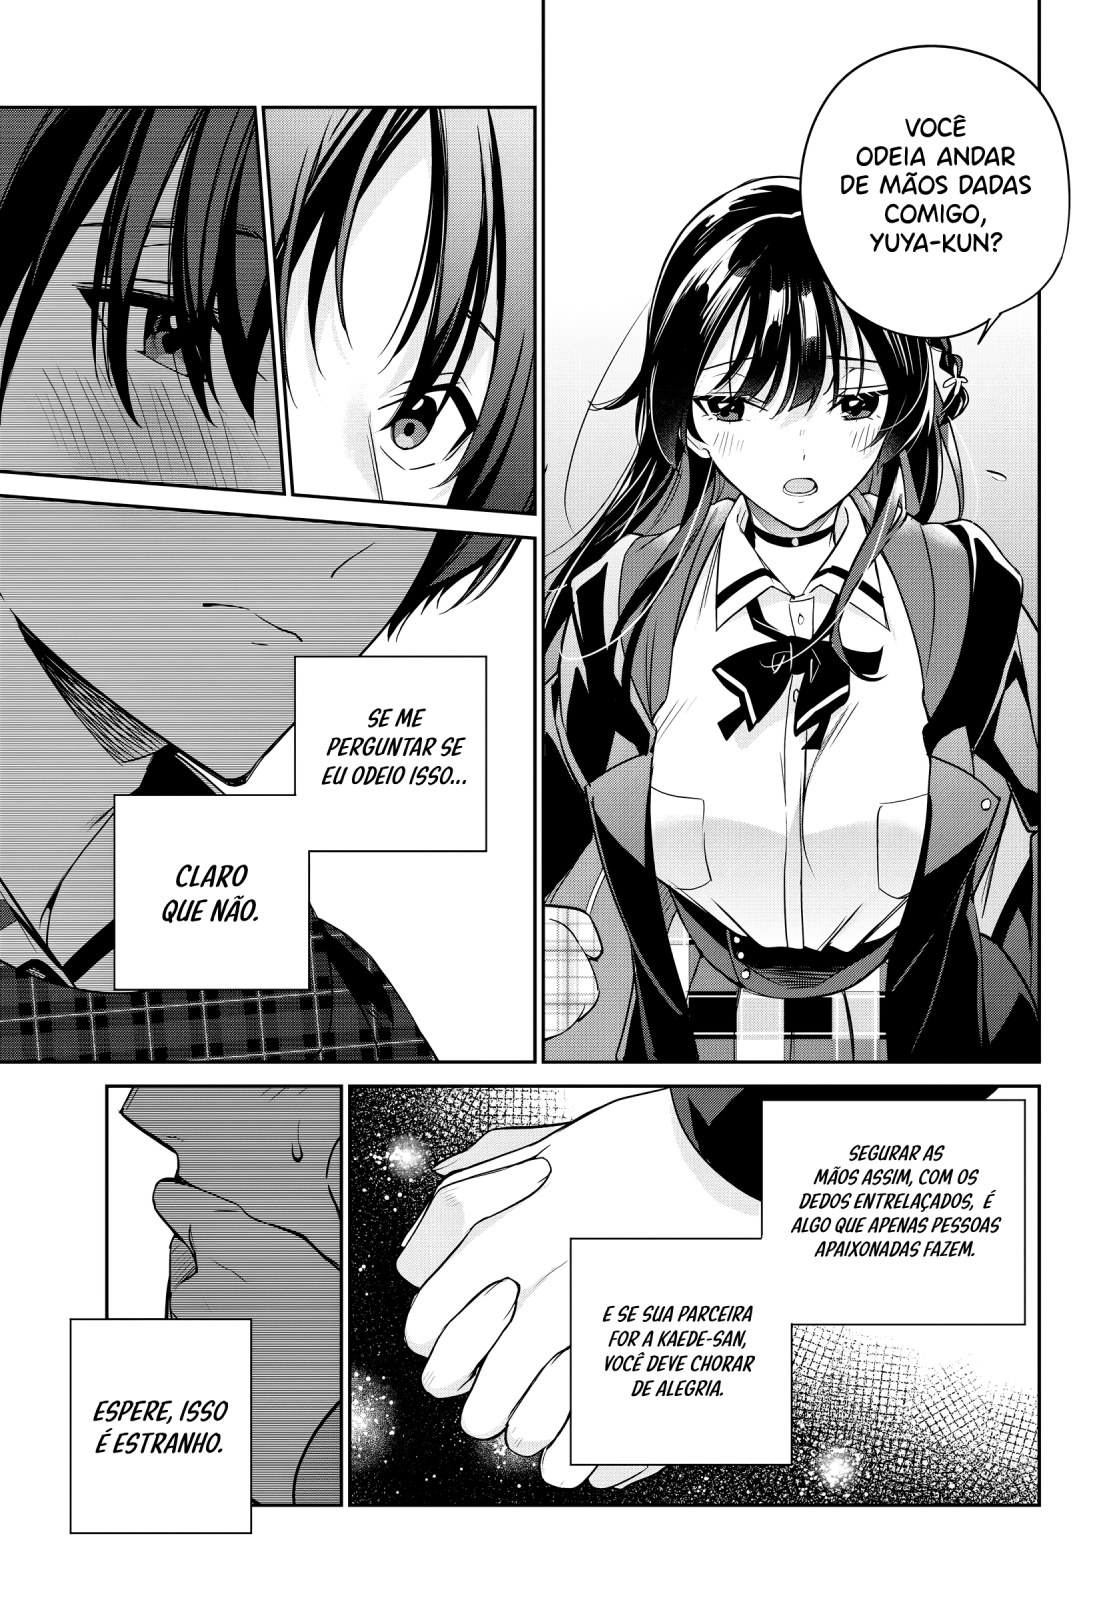 VOCÊ
ODEIA ANDAR
DE MÃOS DADAS
COMIGO,
YUYA-KUN?
SE ME
PERGUNTAR SE
EU ODEIO ISSO...
CLARO
QUE NÃO.
SEGURAR AS
MÃOS ASSIM, COM OS
DEDOS ENTRELAÇADOS, É
ALGO QUE APENAS PESSOAS
APAIXONADAS FAZEM.
E SE SUA PARCEIRA
FOR A KAEDE-SAN,
VOCÊ DEVE CHORAR
DE ALEGRIA.
ESPERE, ISSO
É ESTRANHO.